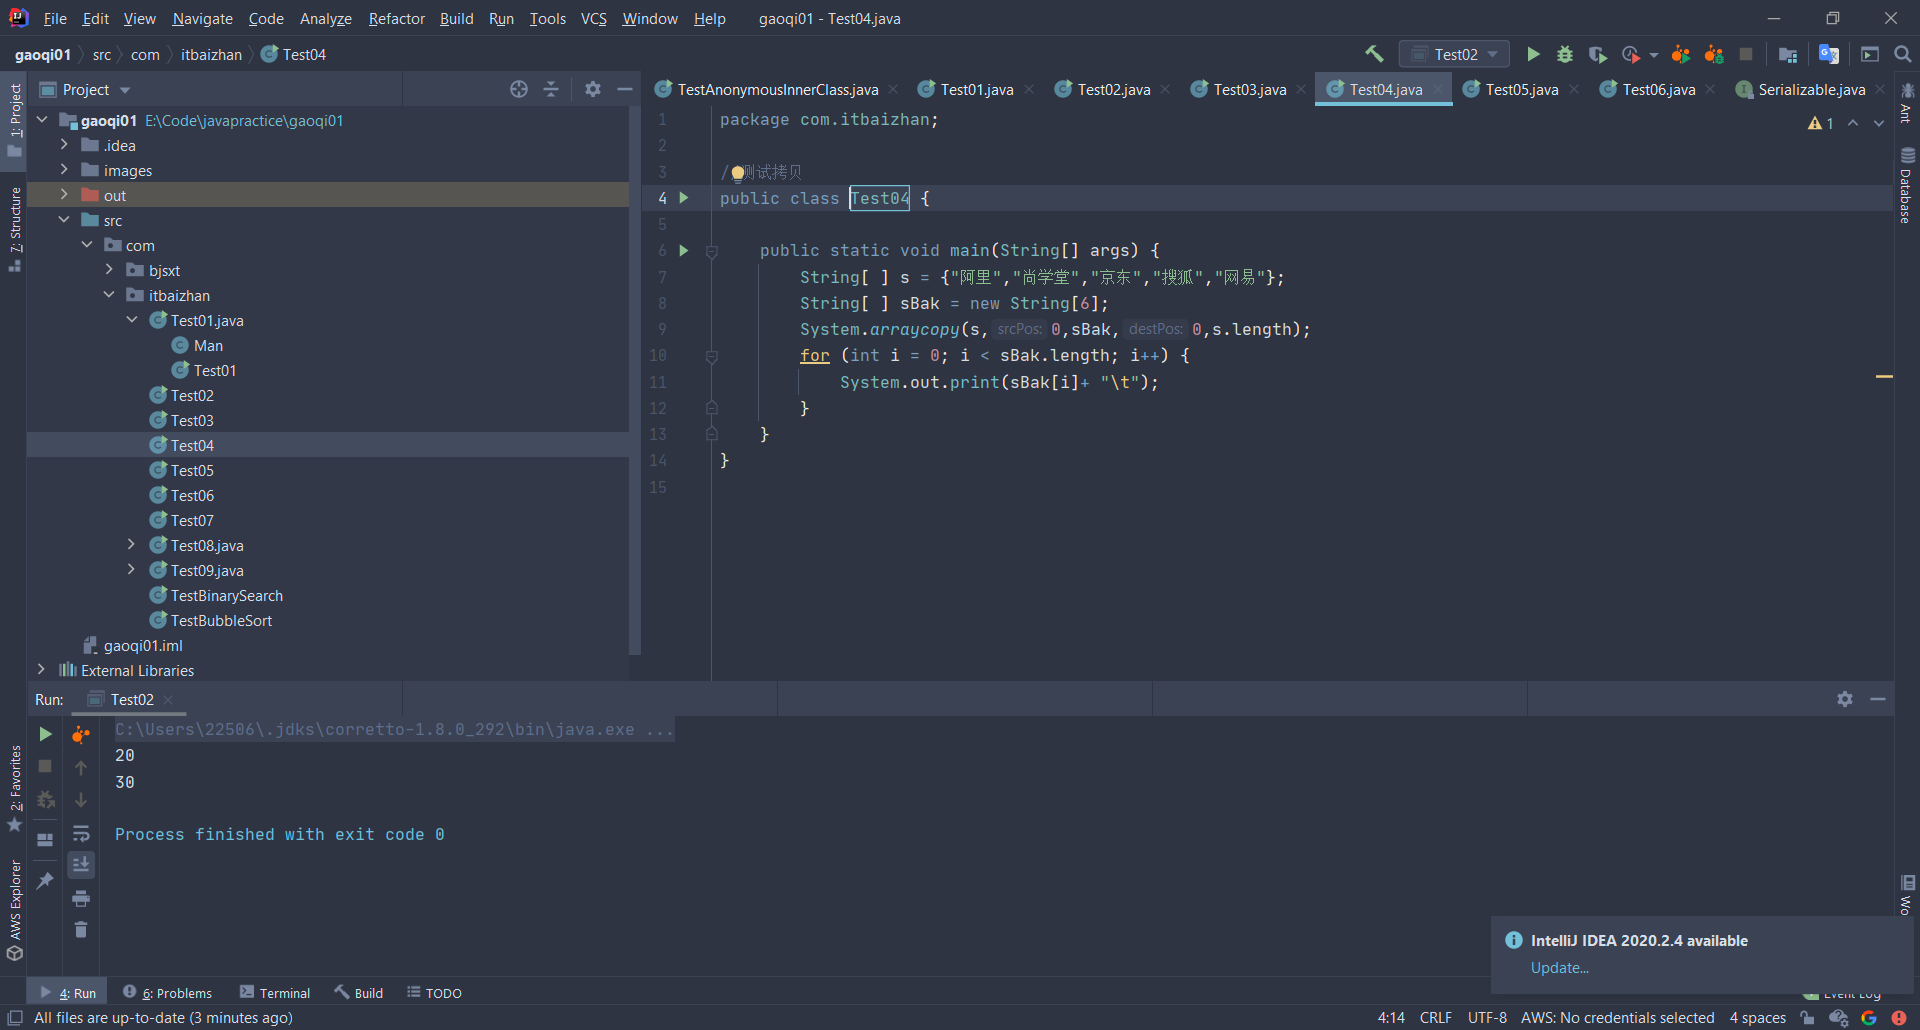 File Edit View Navigate Code Analyze Refactor Build Run Tools VCS Window Help gaoqi01 - Test04.java
gaoqi01 src com itbaizhan Test04
Test02
1: Project
7: Structure
2: Favorites
AWS Explorer
Project
gaoqi01 E:\Code\javapractice\gaoqi01
.idea
images
out
src
com
bjsxt
itbaizhan
Test01.java
Man
Test01
Test02
Test03
Test04
Test05
Test06
Test07
Test08.java
Test09.java
TestBinarySearch
TestBubbleSort
gaoqi01.iml
External Libraries
TestAnonymousInnerClass.java Test01.java Test02.java Test03.java Test04.java Test05.java Test06.java Serializable.java
1
1 package com.itbaizhan;
2
3 /测试拷贝
4 public class Test04 {
5
6 public static void main(String[] args) {
7 String[ ] s = {"阿里","尚学堂","京东","搜狐","网易"};
8 String[ ] sBak = new String[6];
9 System.arraycopy(s, srcPos: 0,sBak, destPos: 0,s.length);
10 for (int i = 0; i < sBak.length; i++) {
11 System.out.print(sBak[i]+ "\t");
12 }
13 }
14 }
15
Ant
Database
Wo
Run: Test02
C:\Users\22506\.jdks\corretto-1.8.0_292\bin\java.exe ...
20
30
Process finished with exit code 0
IntelliJ IDEA 2020.2.4 available
Update...
4: Run 6: Problems Terminal Build TODO Event Log
All files are up-to-date (3 minutes ago) 4:14 CRLF UTF-8 AWS: No credentials selected 4 spaces